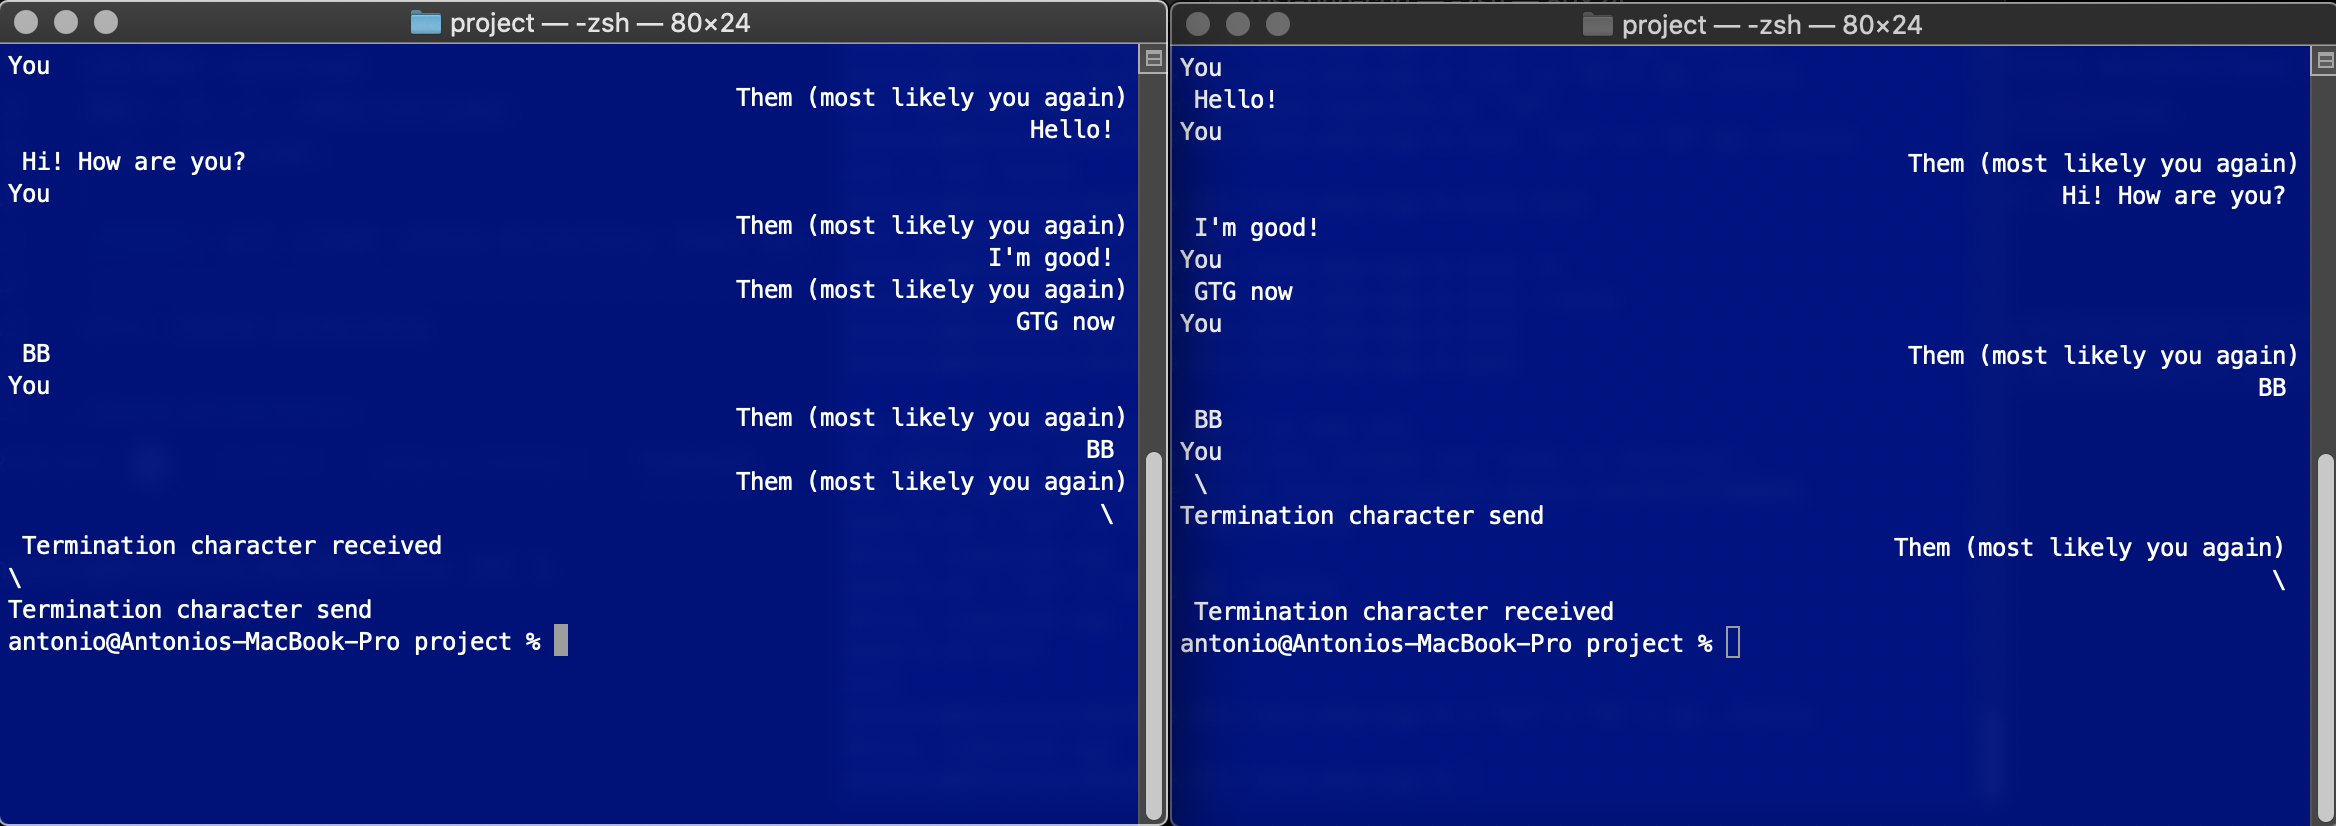 project — -zsh — 80×24
You
Them (most likely you again)
Hello!
Hi! How are you?
You
Them (most likely you again)
I'm good!
Them (most likely you again)
GTG now
BB
You
Them (most likely you again)
BB
Them (most likely you again)
\
Termination character received
\
Termination character send
antonio@Antonios-MacBook-Pro project %
project — -zsh — 80×24
You
Hello!
You
Them (most likely you again)
Hi! How are you?
I'm good!
You
GTG now
You
Them (most likely you again)
BB
BB
You
\
Termination character send
Them (most likely you again)
\
Termination character received
antonio@Antonios-MacBook-Pro project %